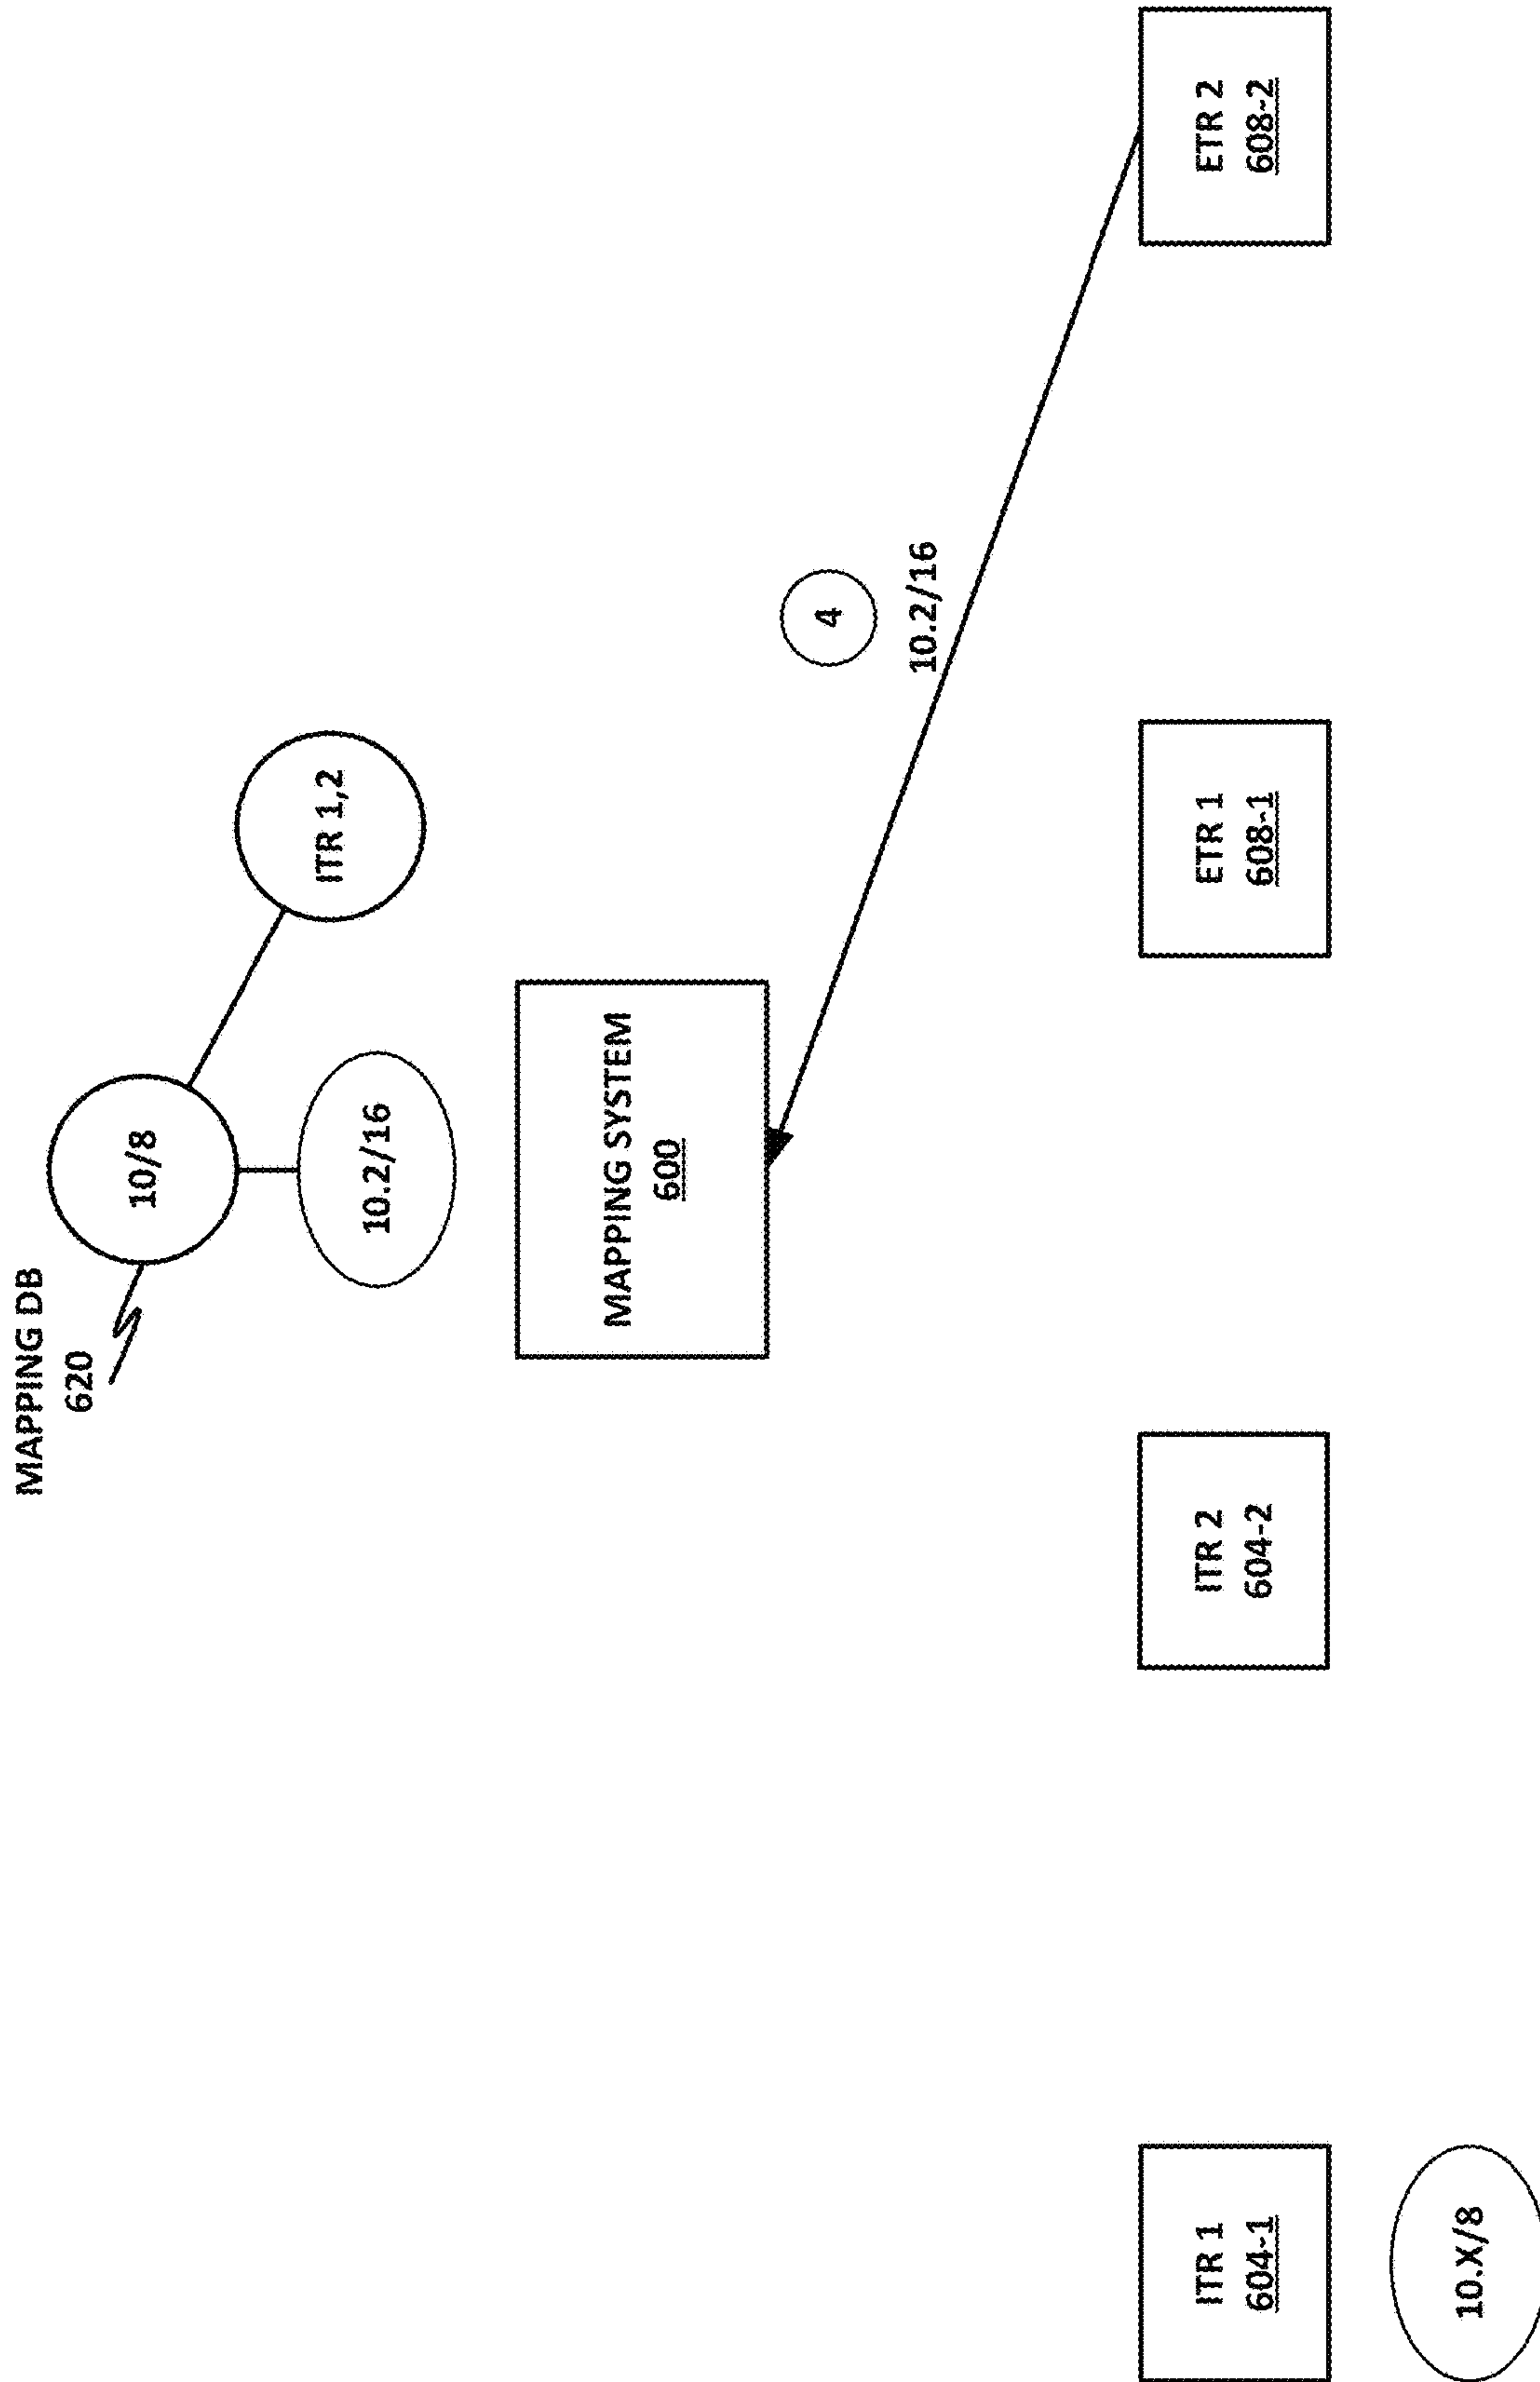 MAPPING DB
620
10/8
10.2/16
ITR 1,2
MAPPING SYSTEM
600
4
10.2/16
ITR 1
604-1
ITR 2
604-2
ETR 1
608-1
ETR 2
608-2
10.X/8